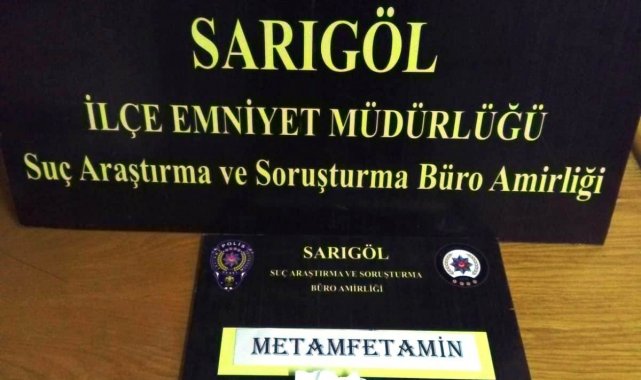 SARIGÖL
İLÇE EMNİYET MÜDÜRLÜĞÜ
Suç Araştırma ve Soruşturma Büro Amirliği
POLİS
SARIGÖL
SUÇ ARAŞTIRMA VE SORUŞTURMA
BÜRO AMİRLİĞİ
METAMFETAMİN